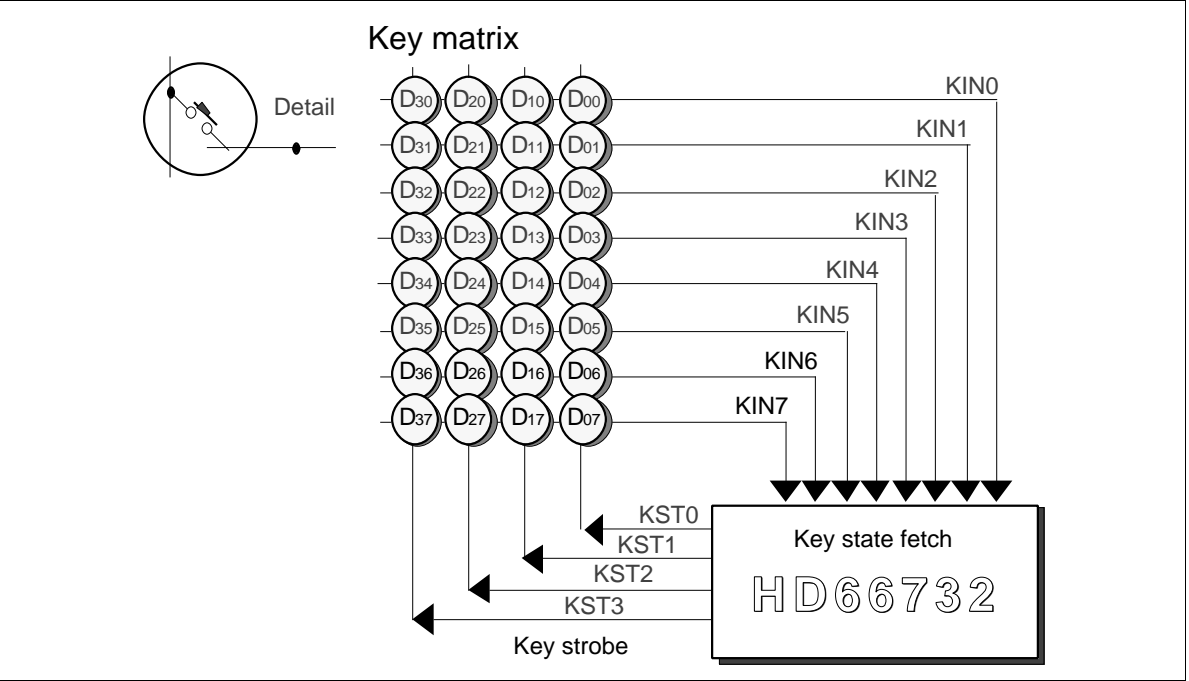 Key matrix
Detail
D30 D20 D10 D00 KIN0
D31 D21 D11 D01 KIN1
D32 D22 D12 D02 KIN2
D33 D23 D13 D03 KIN3
D34 D24 D14 D04 KIN4
D35 D25 D15 D05 KIN5
D36 D26 D16 D06 KIN6
D37 D27 D17 D07 KIN7
KST0
KST1
KST2
KST3
Key strobe
Key state fetch
HD66732